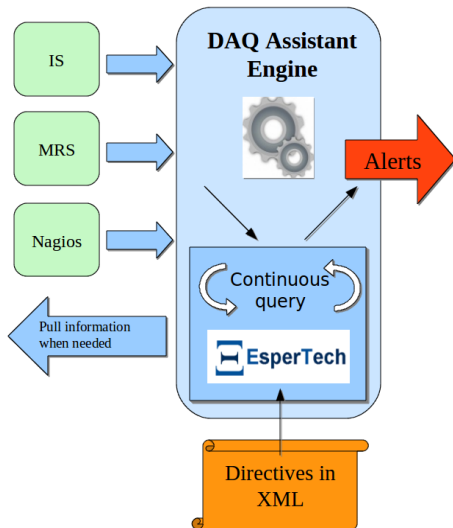 DAQ Assistant
Engine
IS
MRS
Nagios
Alerts
Continuous
query
EsperTech
Pull information
when needed
Directives in
XML